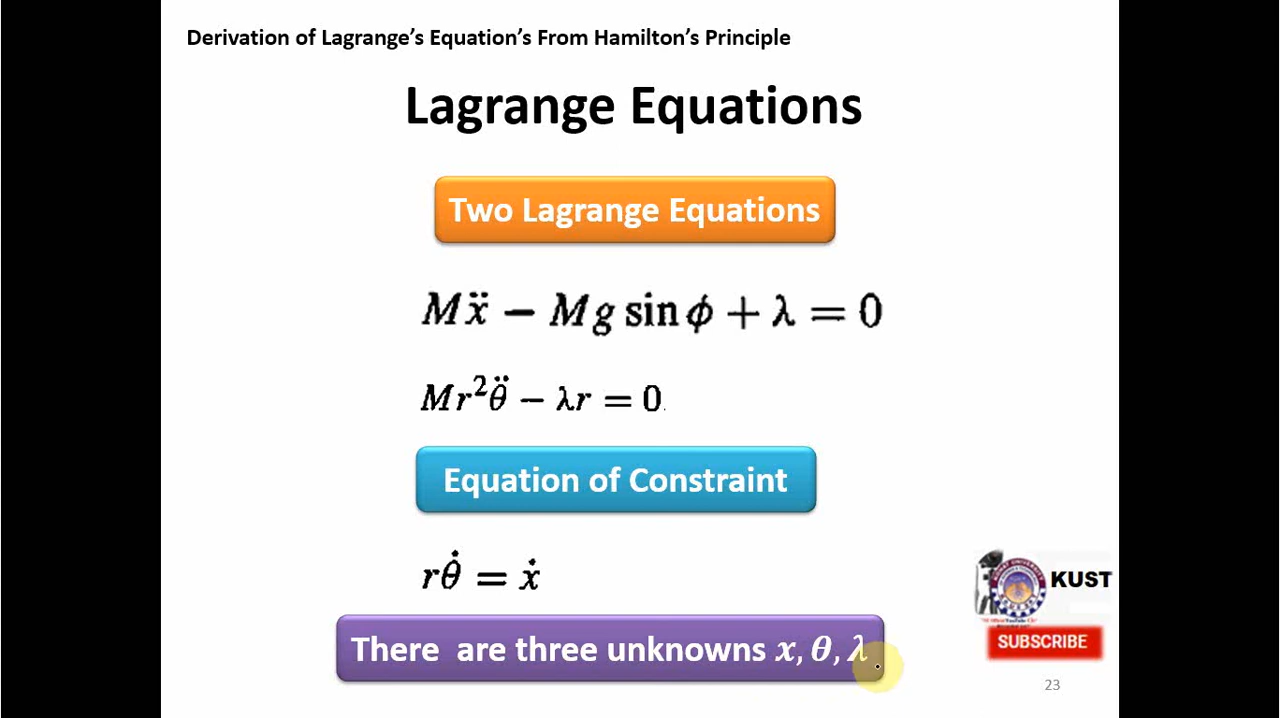 Derivation of Lagrange’s Equation’s From Hamilton’s Principle
Lagrange Equations
Two Lagrange Equations
Mẍ − Mg sin ϕ + λ = 0
Mr²θ̈ − λr = 0
Equation of Constraint
rθ̇ = ẋ
There are three unknowns x, θ, λ
KUST
SUBSCRIBE
23